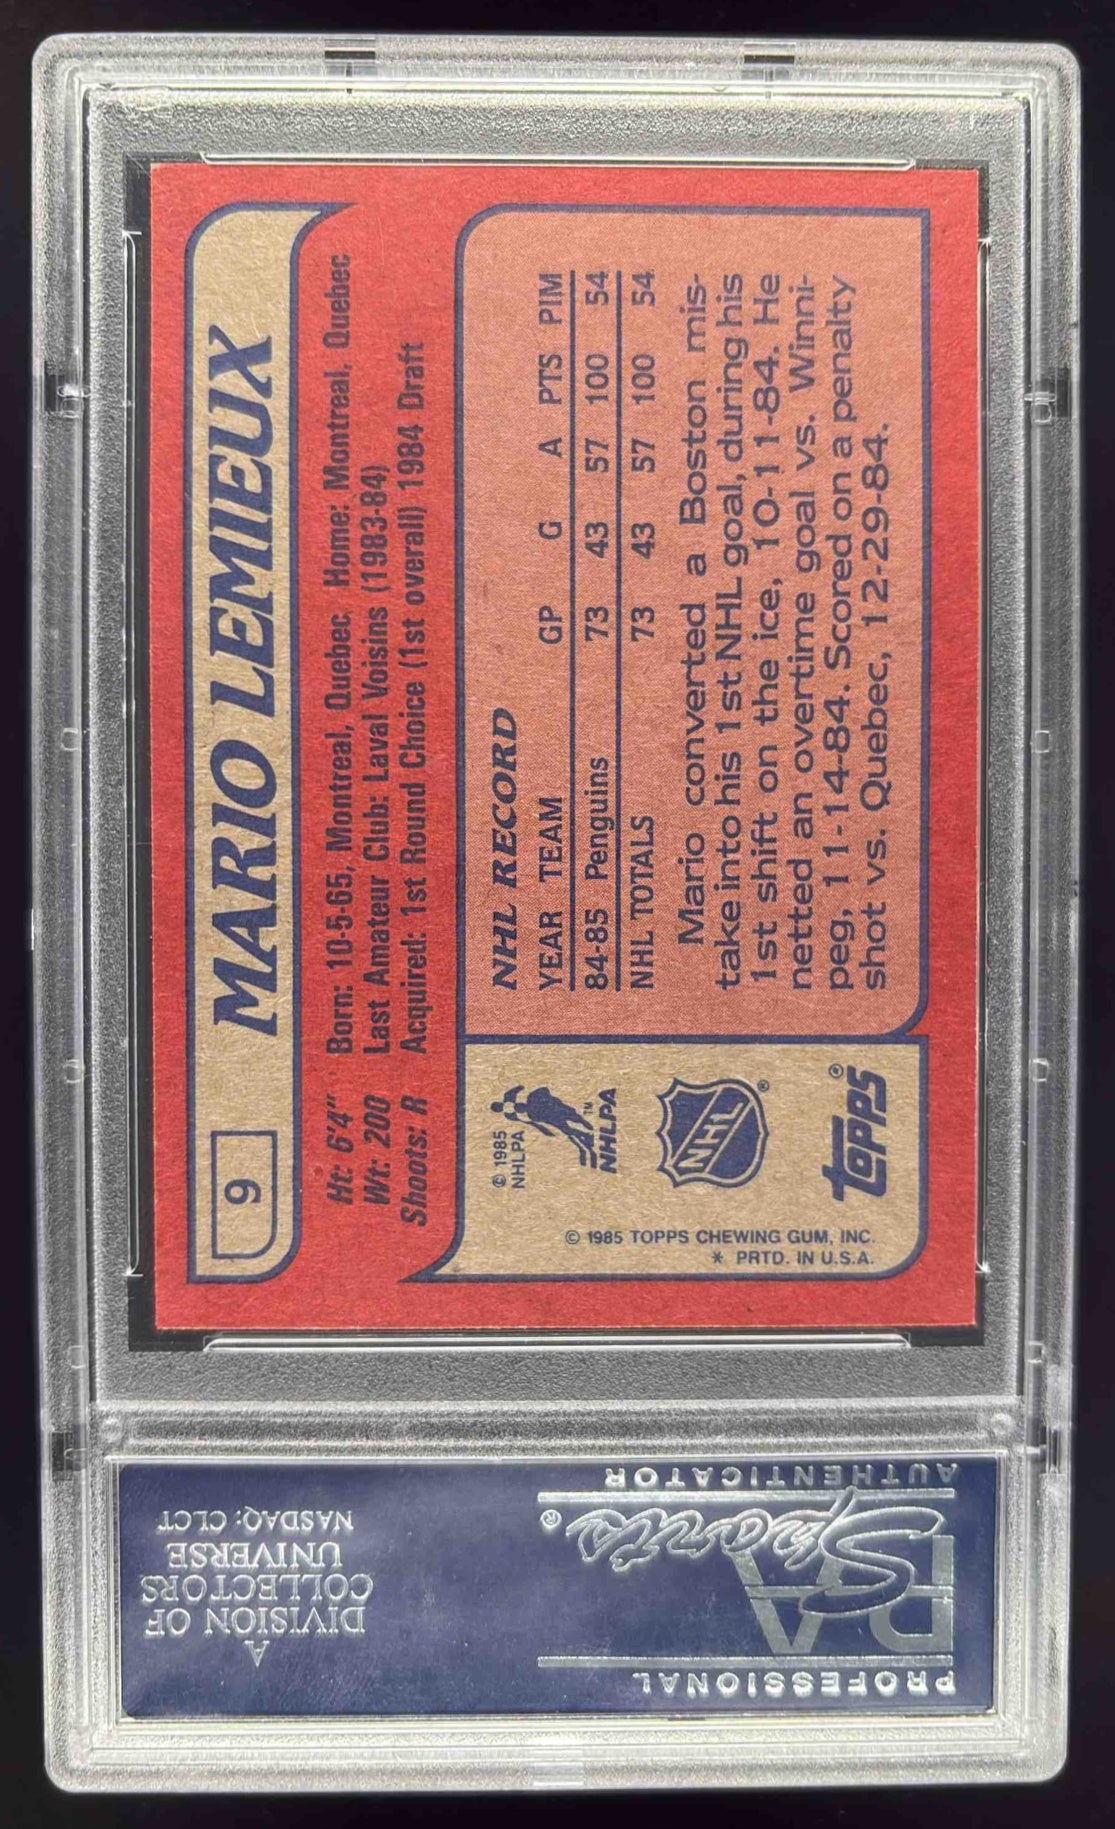 9
MARIO LEMIEUX
Ht: 6'4" Born: 10-5-65, Montreal, Quebec Home: Montreal, Quebec
Wt: 200 Last Amateur Club: Laval Voisins (1983-84)
Shoots: R Acquired: 1st Round Choice (1st overall) 1984 Draft
© 1985
NHLPA
™
NHLPA
NHL®
TOPPS®
© 1985 TOPPS CHEWING GUM, INC.
* PRTD. IN U.S.A.
NHL RECORD
YEAR TEAM GP G A PTS PIM
84-85 Penguins 73 43 57 100 54
NHL TOTALS 73 43 57 100 54
Mario converted a Boston mis-
take into his 1st NHL goal, during his
1st shift on the ice, 10-11-84. He
netted an overtime goal vs. Winni-
peg, 11-14-84. Scored on a penalty
shot vs. Quebec, 12-29-84.
PROFESSIONAL
PSA
Sports®
AUTHENTICATOR
A
DIVISION OF
COLLECTORS
UNIVERSE
NASDAQ: CLCT